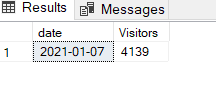 Results Messages
date Visitors
1 2021-01-07 4139